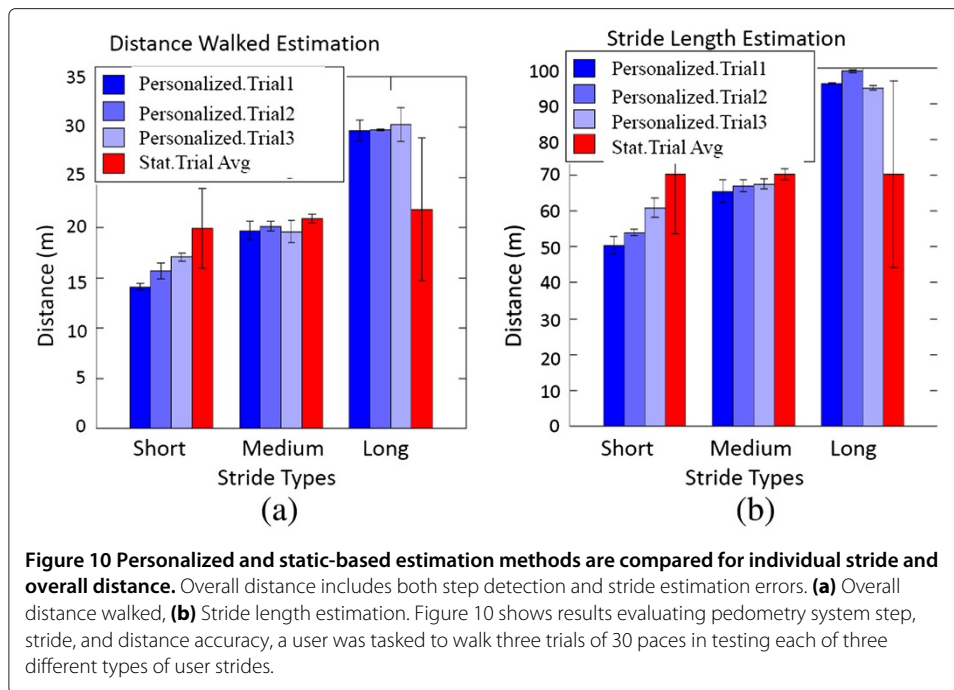 Distance Walked Estimation
35
30
25
20
15
10
5
0
Distance (m)
Personalized.Trial1
Personalized.Trial2
Personalized.Trial3
Stat.Trial Avg
Short
Medium
Long
Stride Types
(a)
Stride Length Estimation
100
90
80
70
60
50
40
30
20
10
0
Distance (m)
Personalized.Trial1
Personalized.Trial2
Personalized.Trial3
Stat.Trial Avg
Short
Medium
Long
Stride Types
(b)
Figure 10 Personalized and static-based estimation methods are compared for individual stride and
overall distance. Overall distance includes both step detection and stride estimation errors. (a) Overall
distance walked, (b) Stride length estimation. Figure 10 shows results evaluating pedometry system step,
stride, and distance accuracy, a user was tasked to walk three trials of 30 paces in testing each of three
different types of user strides.